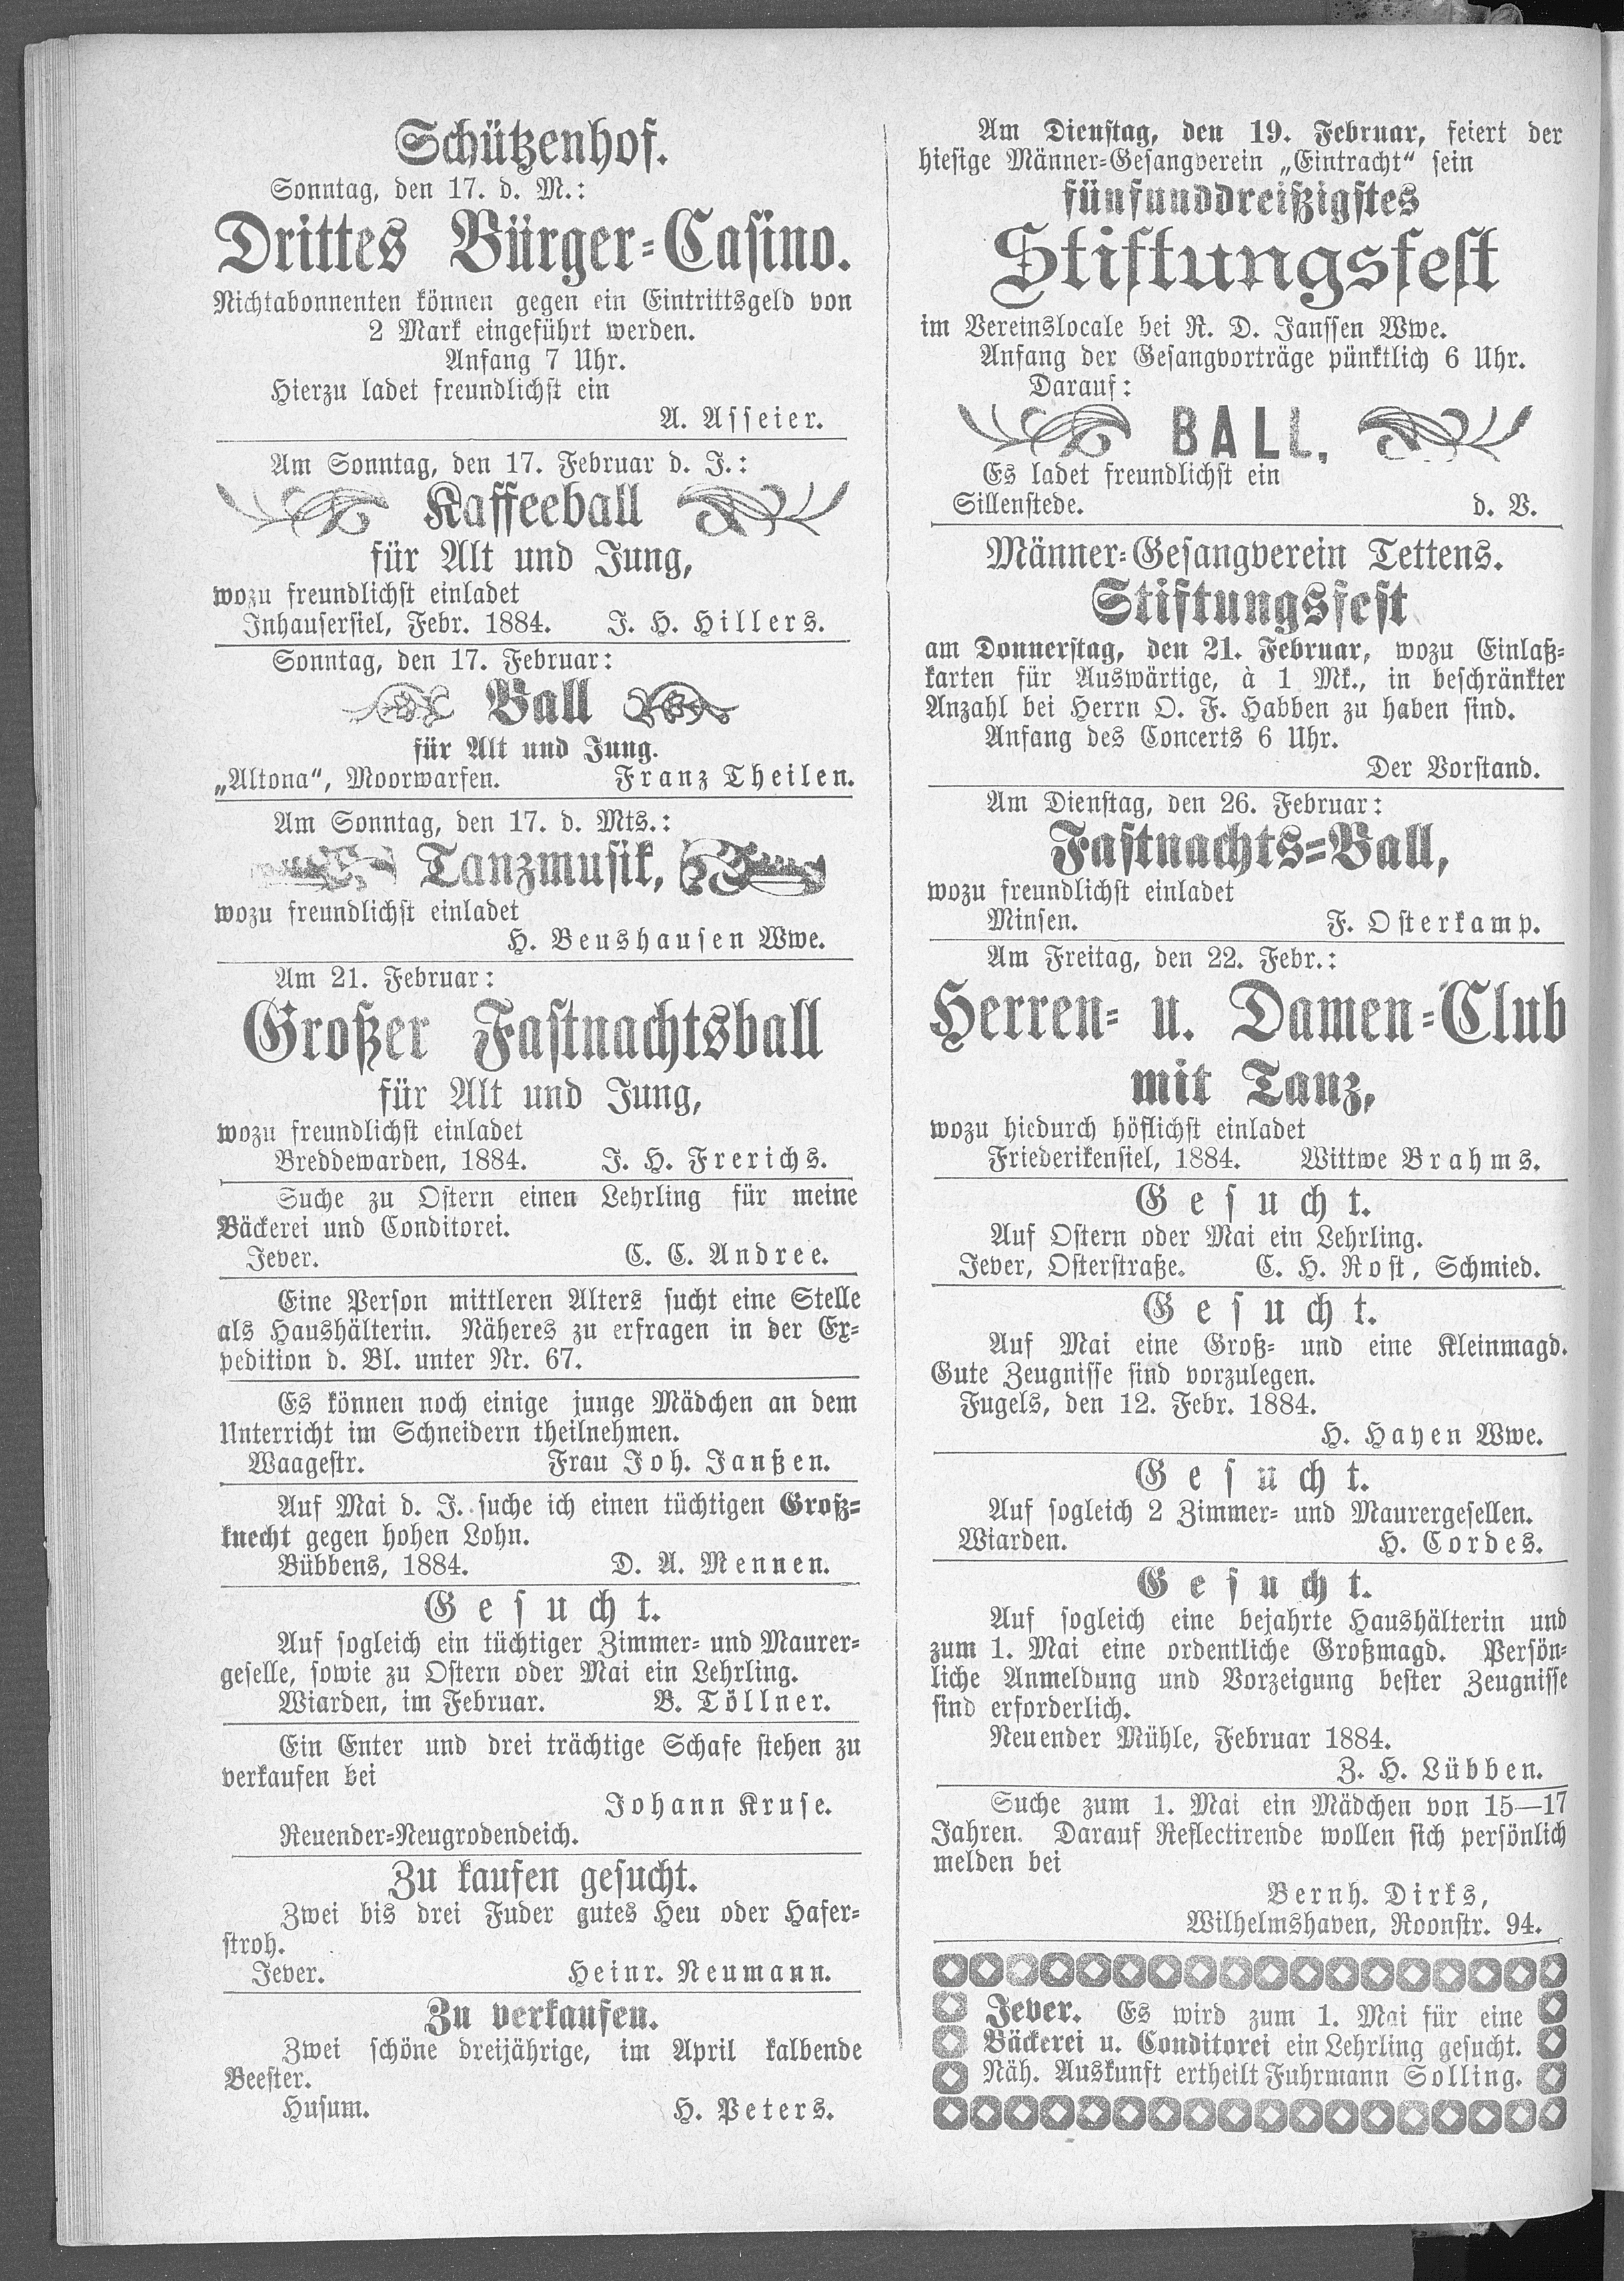 Schützenhof.
Sonntag, den 17. d. M.:
Drittes Bürger-Casino.
Nichtabonnenten können gegen ein Eintrittsgeld von
2 Mark eingeführt werden.
Anfang 7 Uhr.
Hierzu ladet freundlichst ein
A. Asseier.
Am Sonntag, den 17. Februar d. J.:
Kaffeeball
für Alt und Jung,
wozu freundlichst einladet
Inhausersiel, Febr. 1884. J. H. Hillers.
Sonntag, den 17. Februar:
Ball
für Alt und Jung.
„Altona“, Moorwarfen. Franz Theilen.
Am Sonntag, den 17. d. Mts.:
Tanzmusik,
wozu freundlichst einladet
H. Beushausen Wwe.
Am 21. Februar:
Großer Fastnachtsball
für Alt und Jung,
wozu freundlichst einladet
Breddewarden, 1884. J. H. Frerichs.
Suche zu Ostern einen Lehrling für meine
Bäckerei und Conditorei.
Jever. C. C. Andree.
Eine Person mittleren Alters sucht eine Stelle
als Haushälterin. Näheres zu erfragen in der Ex-
pedition d. Bl. unter Nr. 67.
Es können noch einige junge Mädchen an dem
Unterricht im Schneidern theilnehmen.
Waagestr. Frau Joh. Janßen.
Auf Mai d. J. suche ich einen tüchtigen Groß-
knecht gegen hohen Lohn.
Bübbens, 1884. D. A. Mennen.
Gesucht.
Auf sogleich ein tüchtiger Zimmer- und Maurer-
geselle, sowie zu Ostern oder Mai ein Lehrling.
Wiarden, im Februar. B. Töllner.
Ein Enter und drei trächtige Schafe stehen zu
verkaufen bei
Johann Kruse.
Neuender-Neugrodendeich.
Zu kaufen gesucht.
Zwei bis drei Fuder gutes Heu oder Hafer-
stroh.
Jever. Heinr. Neumann.
Zu verkaufen.
Zwei schöne dreijährige, im April kalbende
Beester.
Husum. H. Peters.
Am Dienstag, den 19. Februar, feiert der
hiesige Männer-Gesangverein „Eintracht“ sein
fünfunddreißigstes
Stiftungsfest
im Vereinslocale bei R. D. Janssen Wwe.
Anfang der Gesangvorträge pünktlich 6 Uhr.
Darauf:
BALL.
Es ladet freundlichst ein
Sillenstede. d. V.
Männer-Gesangverein Tettens.
Stiftungsfest
am Donnerstag, den 21. Februar, wozu Einlaß-
karten für Auswärtige, à 1 Mk., in beschränkter
Anzahl bei Herrn O. F. Habben zu haben sind.
Anfang des Concerts 6 Uhr.
Der Vorstand.
Am Dienstag, den 26. Februar:
Fastnachts-Ball,
wozu freundlichst einladet
Minsen. F. Osterkamp.
Am Freitag, den 22. Febr.:
Herren- u. Damen-Club
mit Tanz,
wozu hiedurch höflichst einladet
Friederikensiel, 1884. Wittwe Brahms.
Gesucht.
Auf Ostern oder Mai ein Lehrling.
Jever, Osterstraße. C. H. Rost, Schmied.
Gesucht.
Auf Mai eine Groß- und eine Kleinmagd.
Gute Zeugnisse sind vorzulegen.
Fugels, den 12. Febr. 1884.
H. Hayen Wwe.
Gesucht.
Auf sogleich 2 Zimmer- und Maurergesellen.
Wiarden. H. Cordes.
Gesucht.
Auf sogleich eine bejahrte Haushälterin und
zum 1. Mai eine ordentliche Großmagd. Persön-
liche Anmeldung und Vorzeigung bester Zeugnisse
sind erforderlich.
Neuender Mühle, Februar 1884.
Z. H. Lübben.
Suche zum 1. Mai ein Mädchen von 15—17
Jahren. Darauf Reflectirende wollen sich persönlich
melden bei
Bernh. Dirks,
Wilhelmshaven, Roonstr. 94.
Jever. Es wird zum 1. Mai für eine
Bäckerei u. Conditorei ein Lehrling gesucht.
Näh. Auskunft ertheilt Fuhrmann Solling.